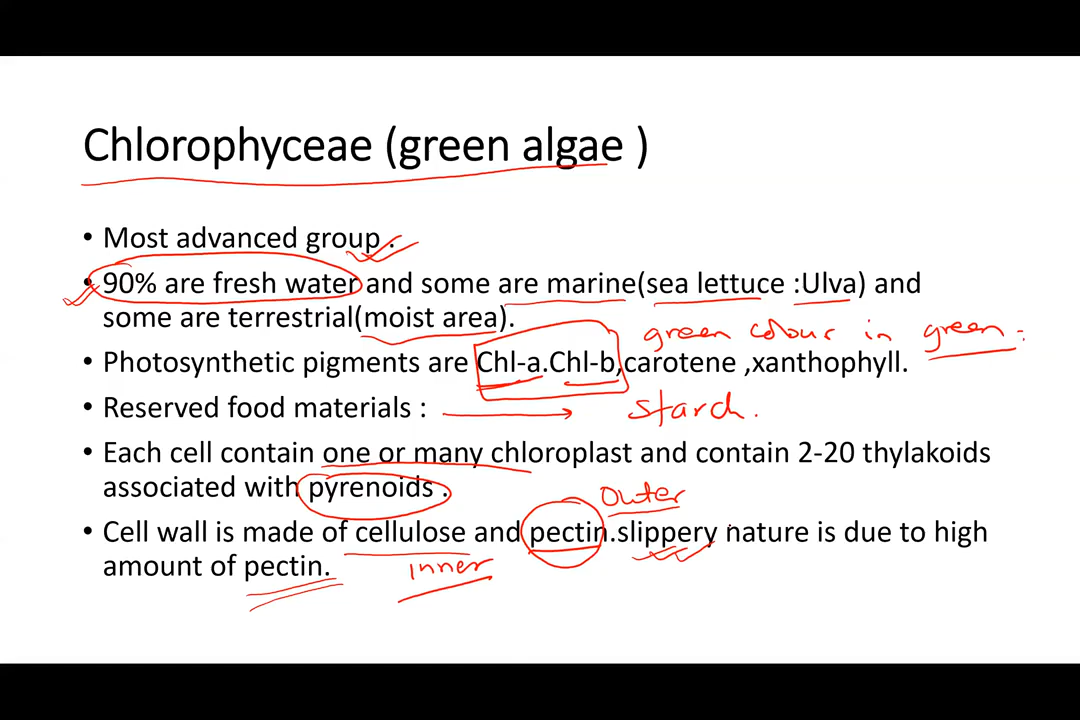 Chlorophyceae (green algae )
• Most advanced group .
• 90% are fresh water and some are marine(sea lettuce :Ulva) and
some are terrestrial(moist area).
green colour in green :
• Photosynthetic pigments are Chl-a.Chl-b,carotene ,xanthophyll.
• Reserved food materials : → starch.
• Each cell contain one or many chloroplast and contain 2-20 thylakoids
associated with pyrenoids .
outer
• Cell wall is made of cellulose and pectin.slippery nature is due to high
amount of pectin.
inner